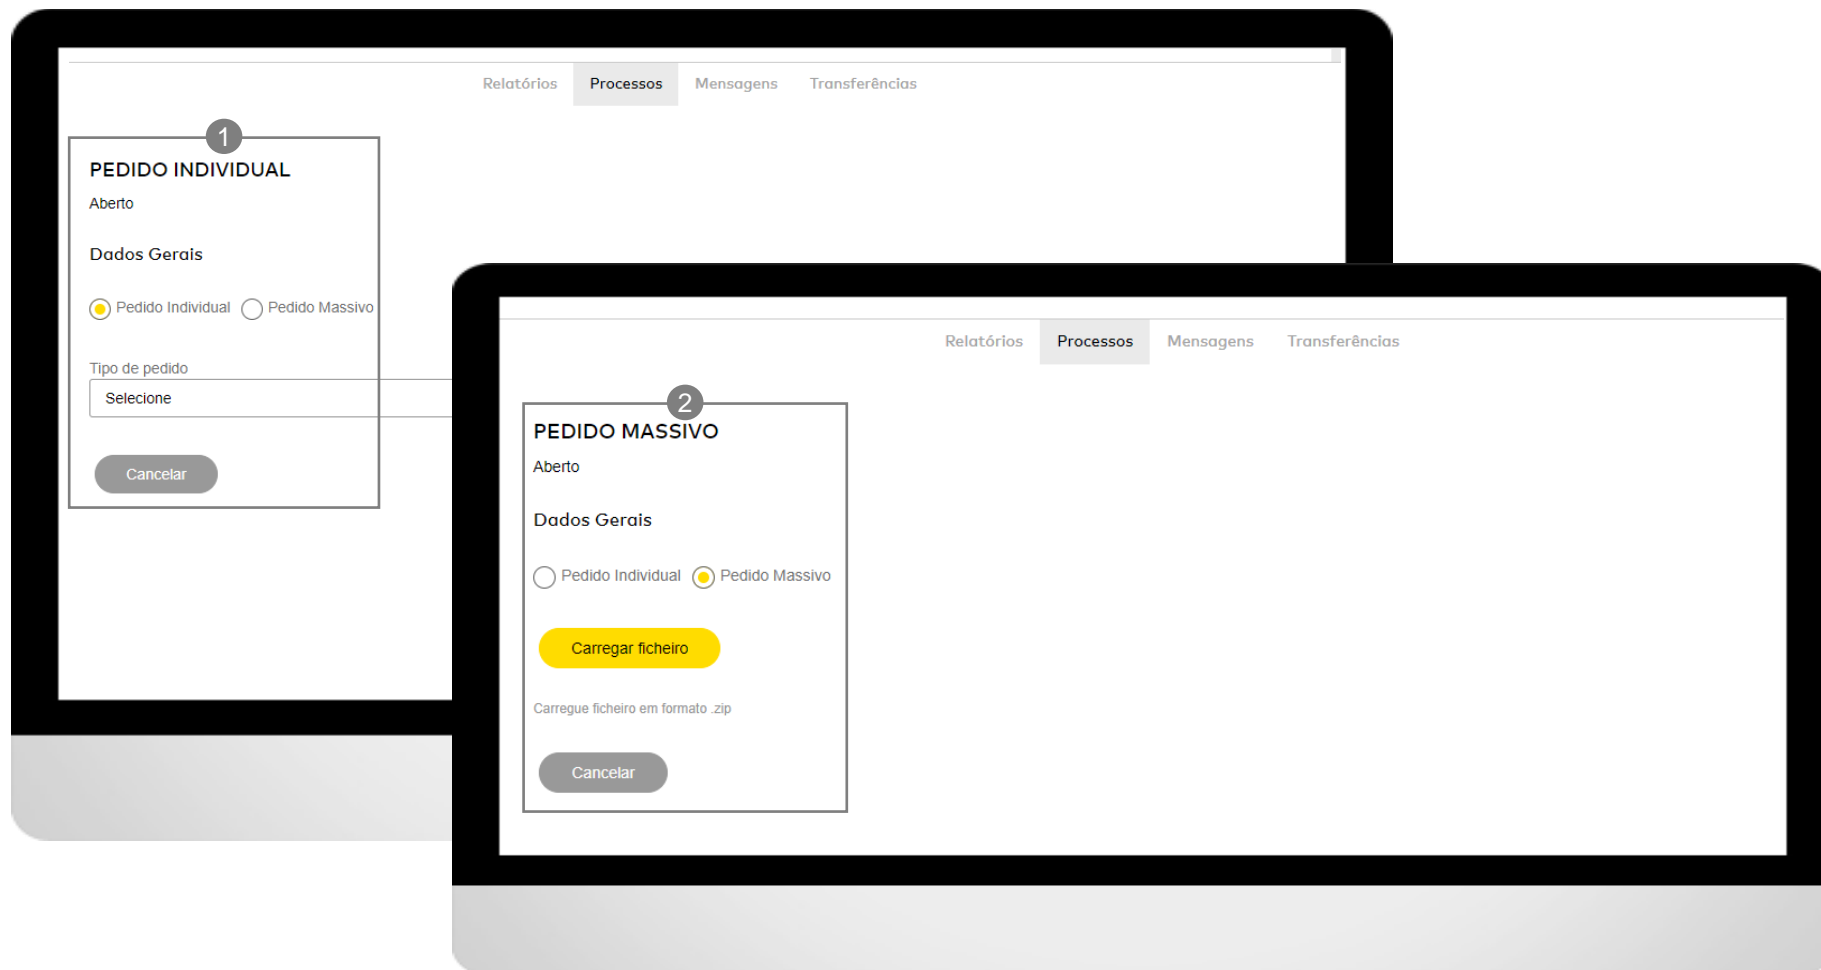 Relatórios Processos Mensagens Transferências
1
PEDIDO INDIVIDUAL
Aberto
Dados Gerais
Pedido Individual Pedido Massivo
Tipo de pedido
Selecione
Cancelar
Relatórios Processos Mensagens Transferências
2
PEDIDO MASSIVO
Aberto
Dados Gerais
Pedido Individual Pedido Massivo
Carregar ficheiro
Carregue ficheiro em formato .zip
Cancelar